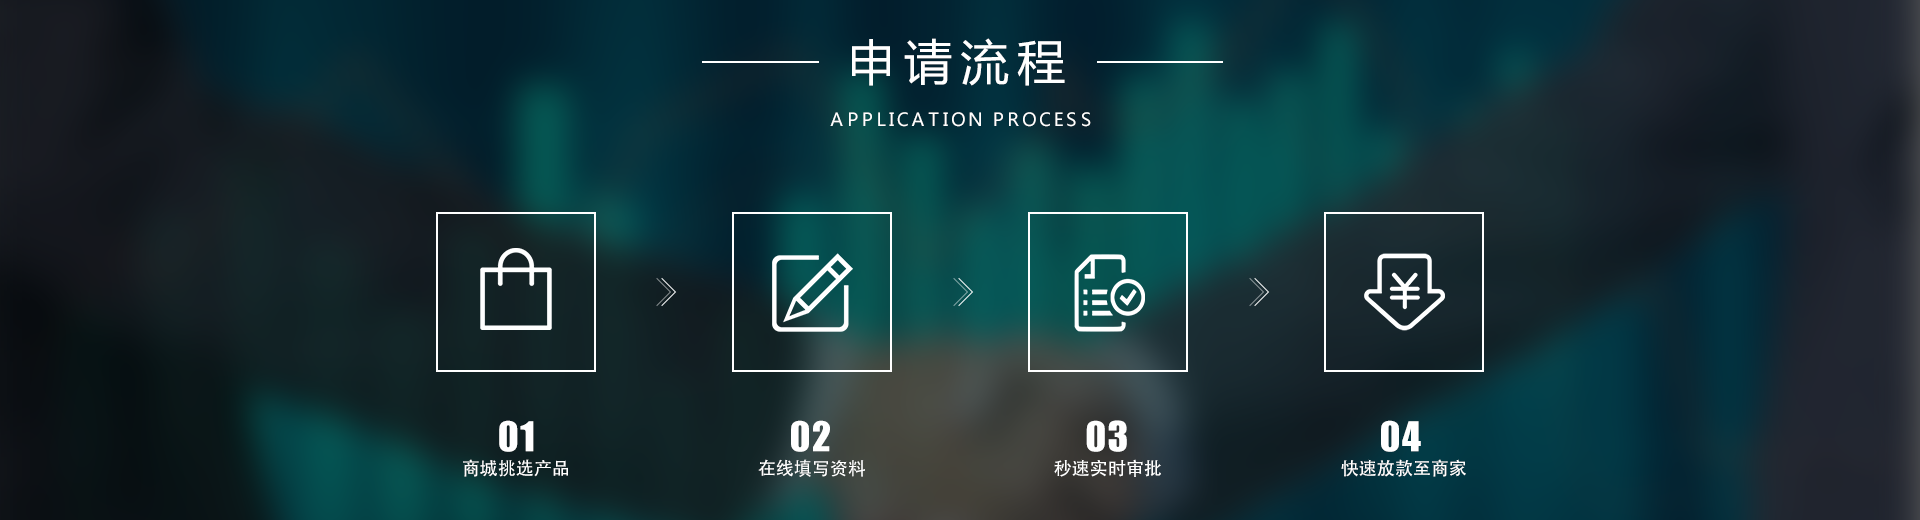 申请流程
APPLICATION PROCESS
01
商城挑选产品
02
在线填写资料
03
秒速实时审批
04
快速放款至商家